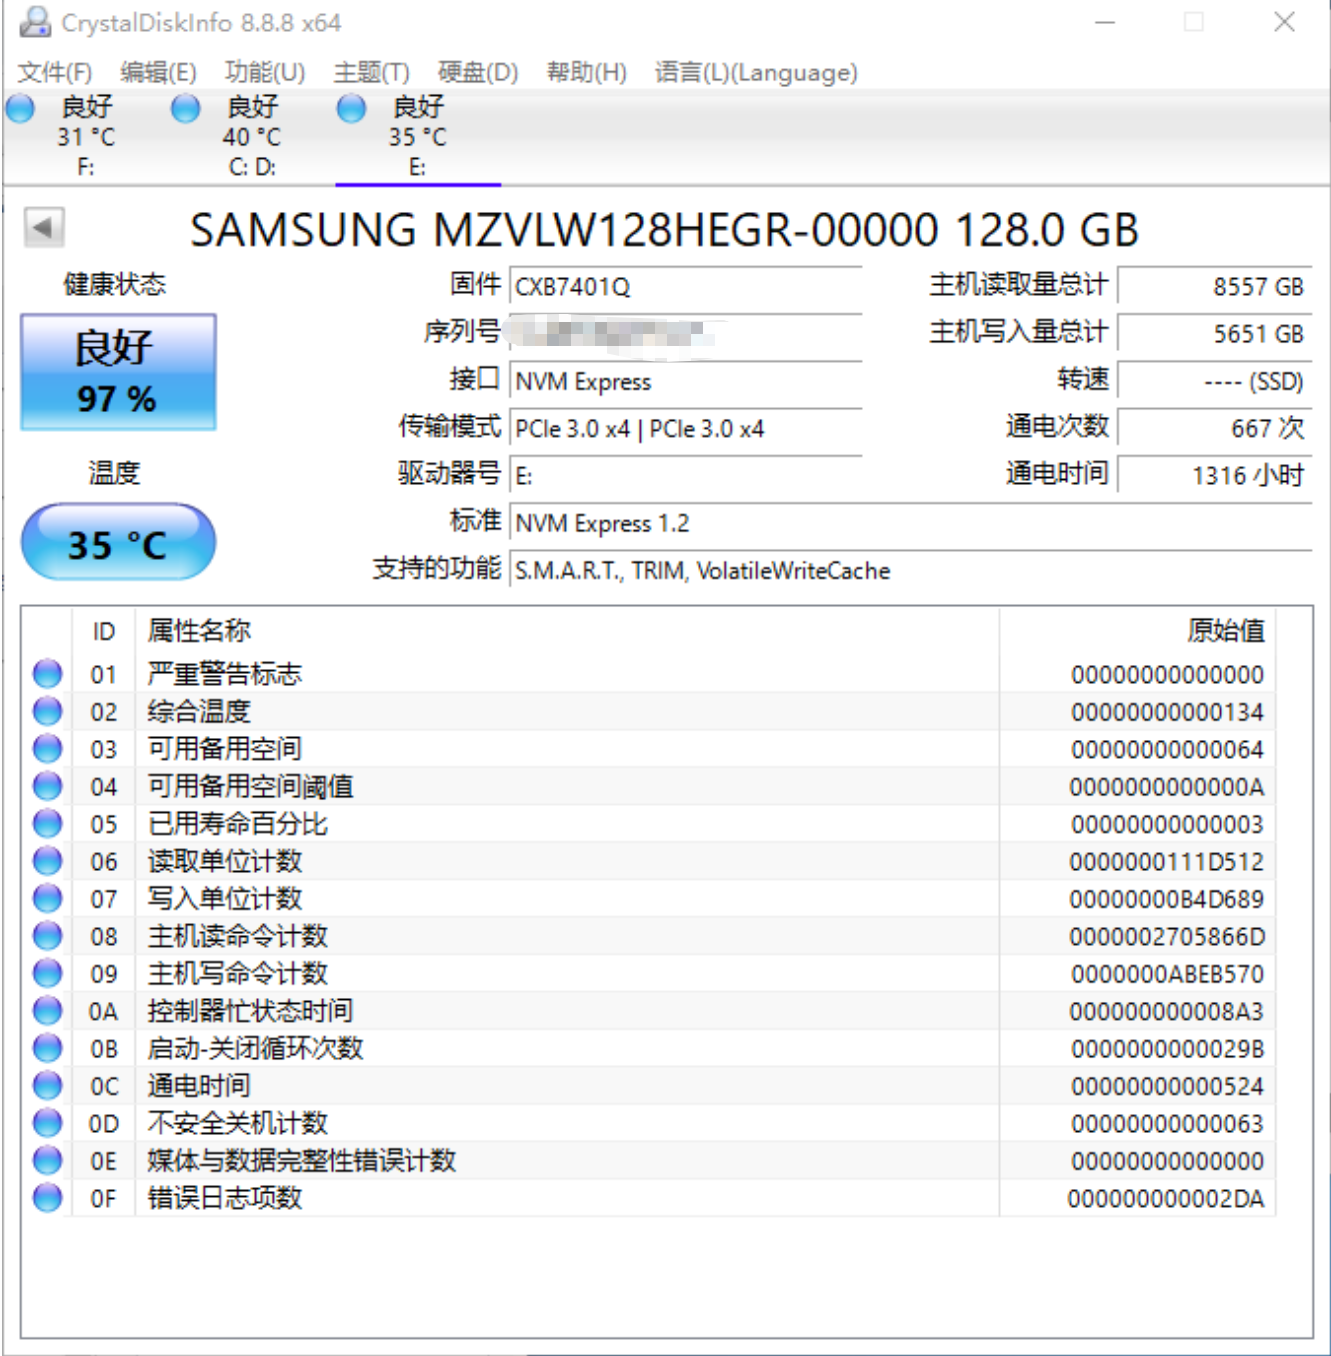 CrystalDiskInfo 8.8.8 x64
文件(F) 编辑(E) 功能(U) 主题(T) 硬盘(D) 帮助(H) 语言(L)(Language)
良好 良好 良好
31 °C 40 °C 35 °C
F: C: D: E:
SAMSUNG MZVLW128HEGR-00000 128.0 GB
健康状态 固件 CXB7401Q 主机读取量总计 8557 GB
良好 序列号 主机写入量总计 5651 GB
97 % 接口 NVM Express 转速 ---- (SSD)
传输模式 PCIe 3.0 x4 | PCIe 3.0 x4 通电次数 667 次
温度 驱动器号 E: 通电时间 1316 小时
35 °C 标准 NVM Express 1.2
支持的功能 S.M.A.R.T., TRIM, VolatileWriteCache
ID 属性名称 原始值
01 严重警告标志 00000000000000
02 综合温度 00000000000134
03 可用备用空间 00000000000064
04 可用备用空间阈值 0000000000000A
05 已用寿命百分比 00000000000003
06 读取单位计数 0000000111D512
07 写入单位计数 00000000B4D689
08 主机读命令计数 0000002705866D
09 主机写命令计数 0000000ABEB570
0A 控制器忙状态时间 000000000008A3
0B 启动-关闭循环次数 0000000000029B
0C 通电时间 00000000000524
0D 不安全关机计数 00000000000063
0E 媒体与数据完整性错误计数 00000000000000
0F 错误日志项数 000000000002DA